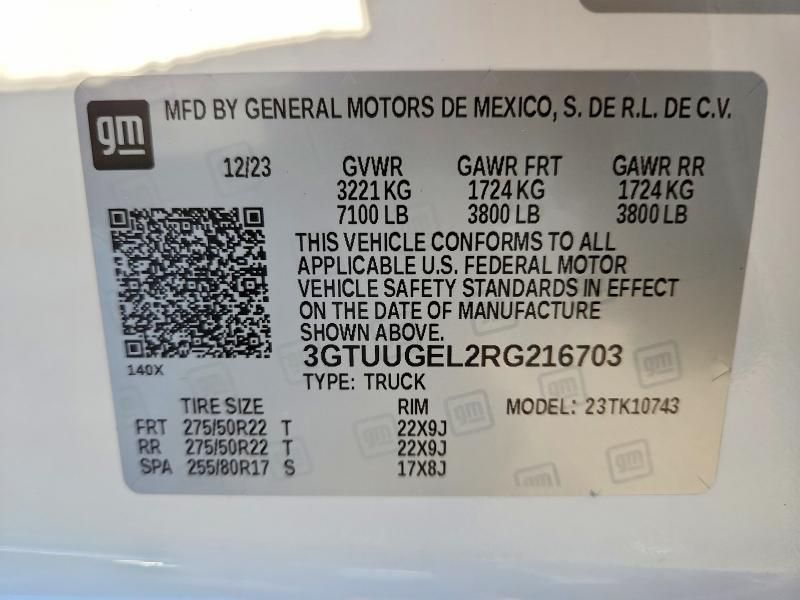 gm MFD BY GENERAL MOTORS DE MEXICO, S. DE R.L. DE C.V.
12/23 GVWR GAWR FRT GAWR RR
3221 KG 1724 KG 1724 KG
7100 LB 3800 LB 3800 LB
THIS VEHICLE CONFORMS TO ALL
APPLICABLE U.S. FEDERAL MOTOR
VEHICLE SAFETY STANDARDS IN EFFECT
ON THE DATE OF MANUFACTURE
SHOWN ABOVE.
3GTUUGEL2RG216703
140X
TYPE: TRUCK
TIRE SIZE RIM MODEL: 23TK10743
FRT 275/50R22 T 22X9J
RR 275/50R22 T 22X9J
SPA 255/80R17 S 17X8J